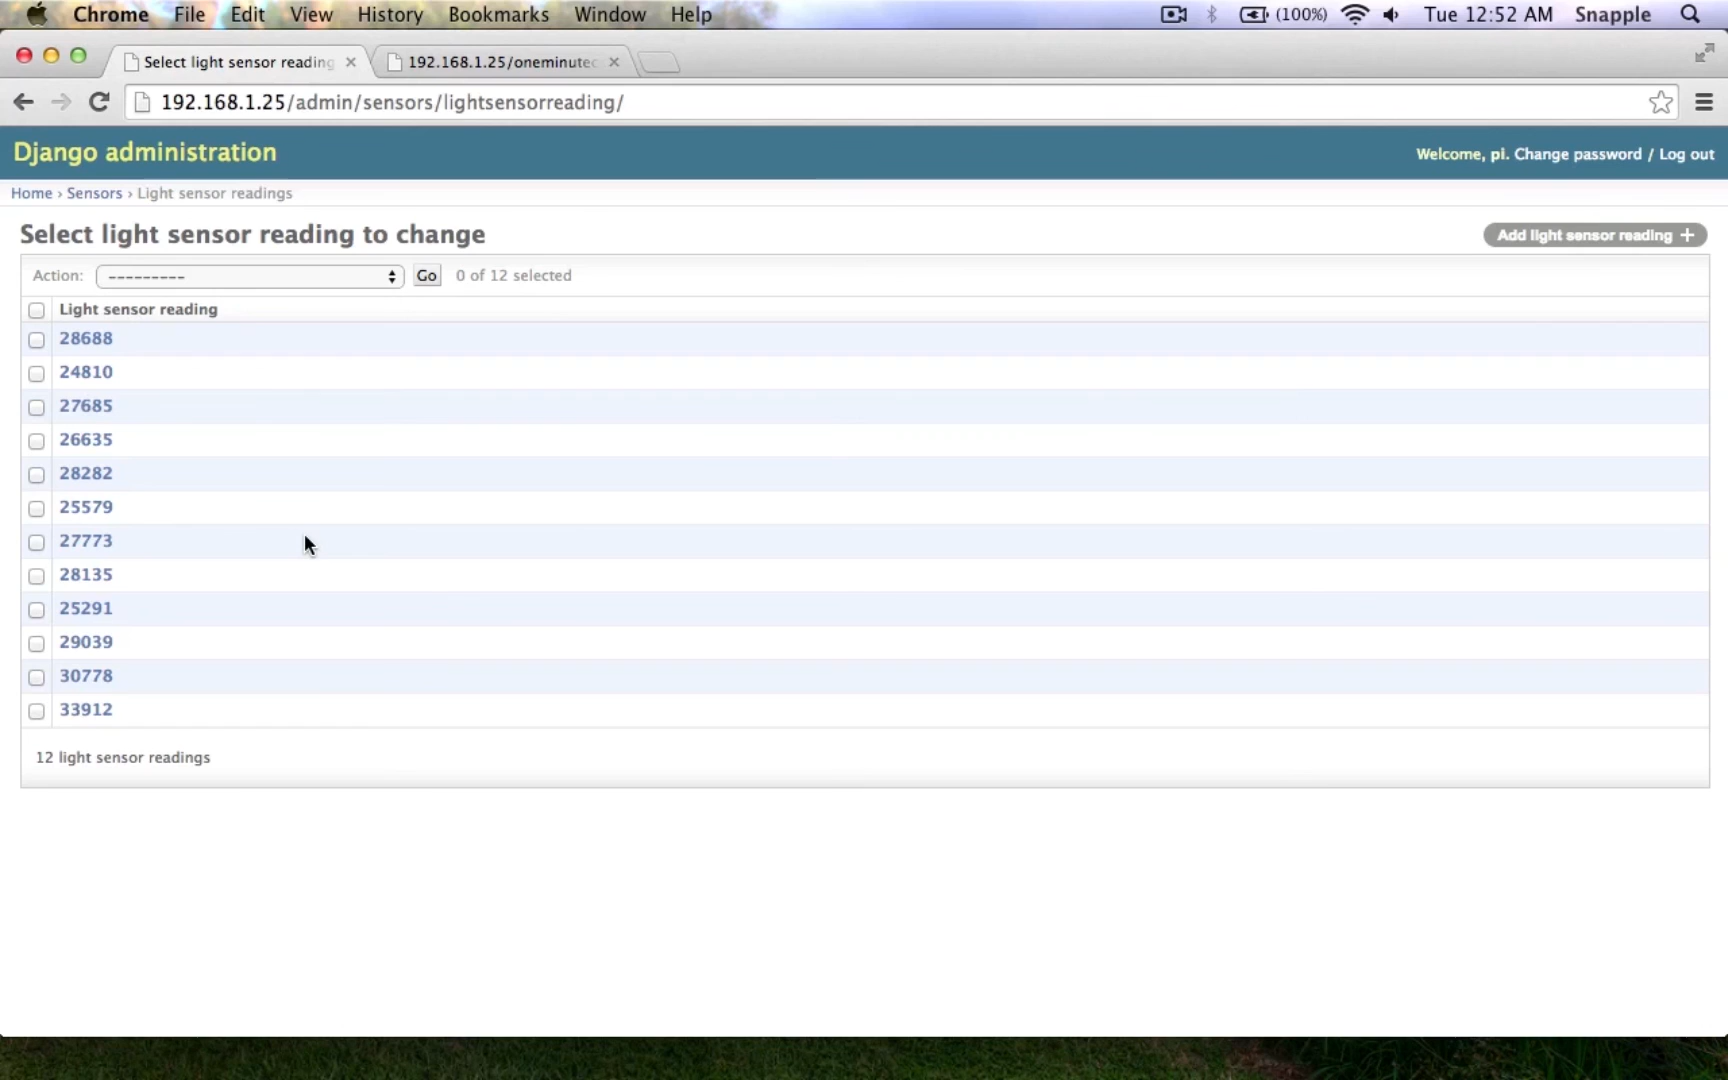 Chrome File Edit View History Bookmarks Window Help (100%) Tue 12:52 AM Snapple
Select light sensor reading 192.168.1.25/oneminutec
192.168.1.25/admin/sensors/lightsensorreading/
Django administration Welcome, pi. Change password / Log out
Home › Sensors › Light sensor readings
Select light sensor reading to change Add light sensor reading +
Action: --------- Go 0 of 12 selected
Light sensor reading
28688
24810
27685
26635
28282
25579
27773
28135
25291
29039
30778
33912
12 light sensor readings